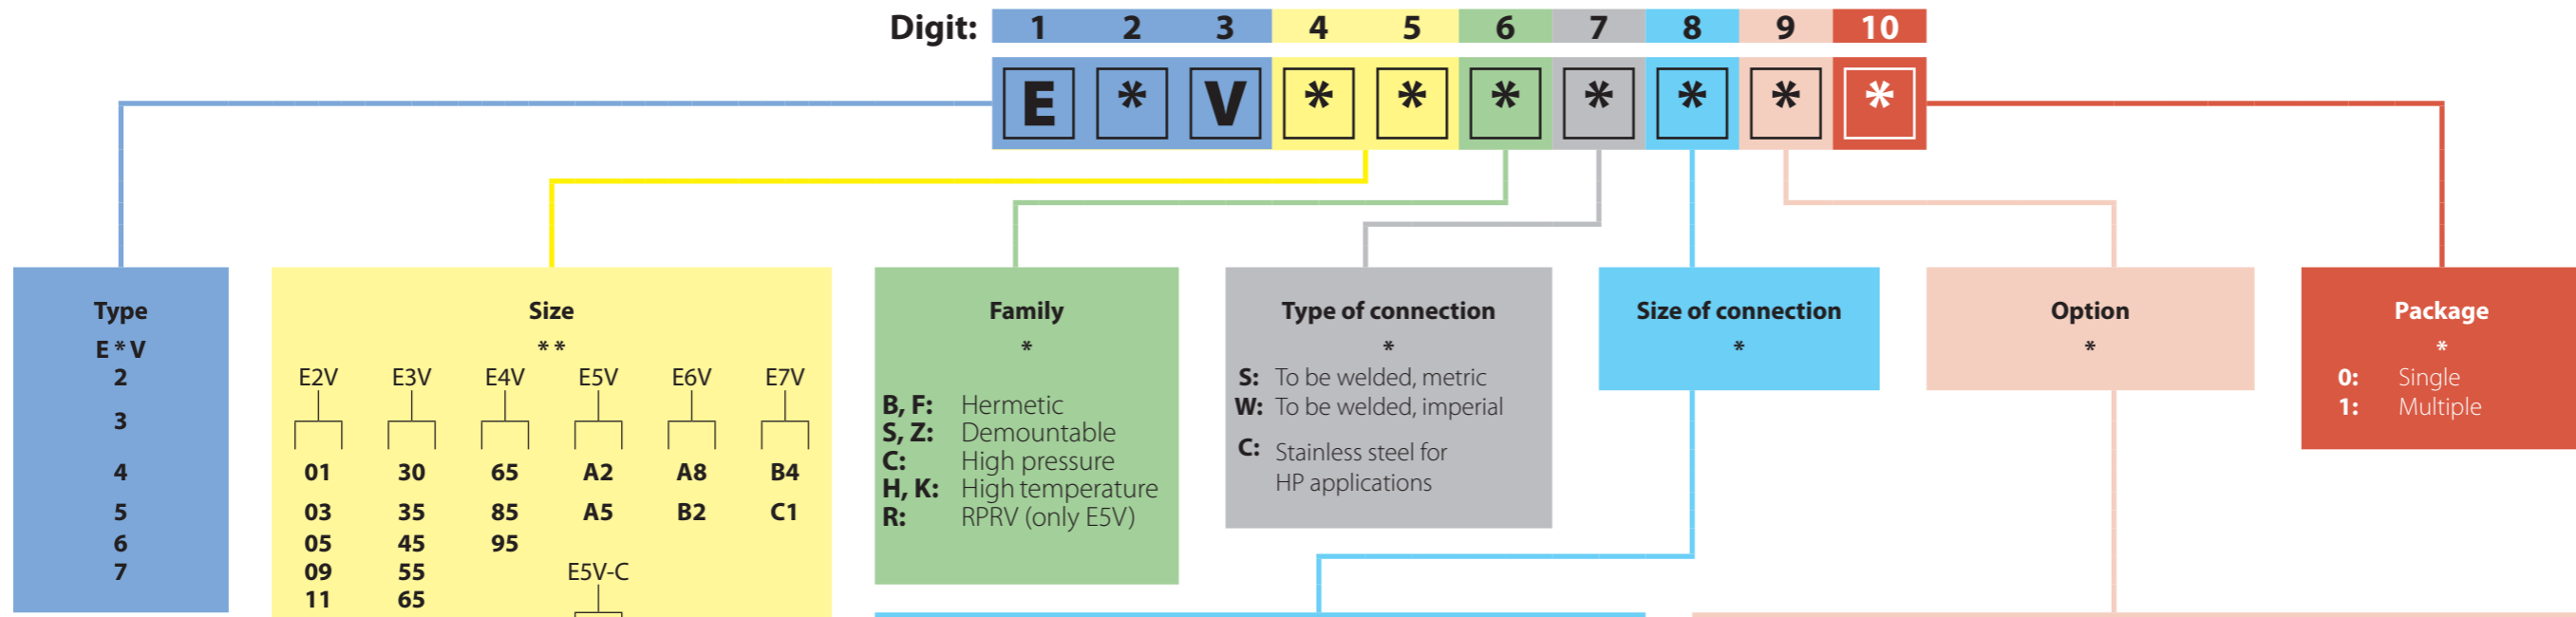 Digit: 1 2 3 4 5 6 7 8 9 10
E * V * * * * * * *
Type
E * V
2
3
4
5
6
7
Size
* *
E2V E3V E4V E5V E6V E7V
01 30 65 A2 A8 B4
03 35 85 A5 B2 C1
05 45 95
09 55 E5V-C
11 65
Family
*
B, F: Hermetic
S, Z: Demountable
C: High pressure
H, K: High temperature
R: RPRV (only E5V)
Type of connection
*
S: To be welded, metric
W: To be welded, imperial
C: Stainless steel for
HP applications
Size of connection
*
Option
*
Package
*
0: Single
1: Multiple